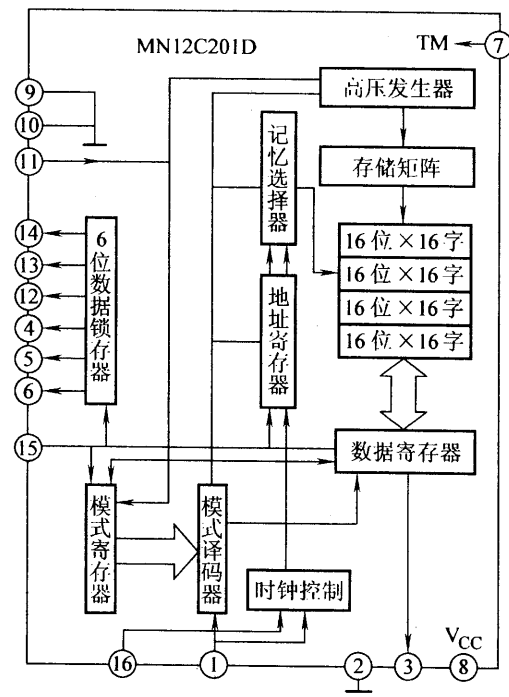 MN12C201D
TM
7
9
10
11
高压发生器
记忆选择器
存储矩阵
14
13
12
4
5
6
6位数据锁存器
16位×16字
16位×16字
16位×16字
16位×16字
地址寄存器
15
数据寄存器
模式寄存器
模式译码器
时钟控制
16
1
2
3
VCC
8